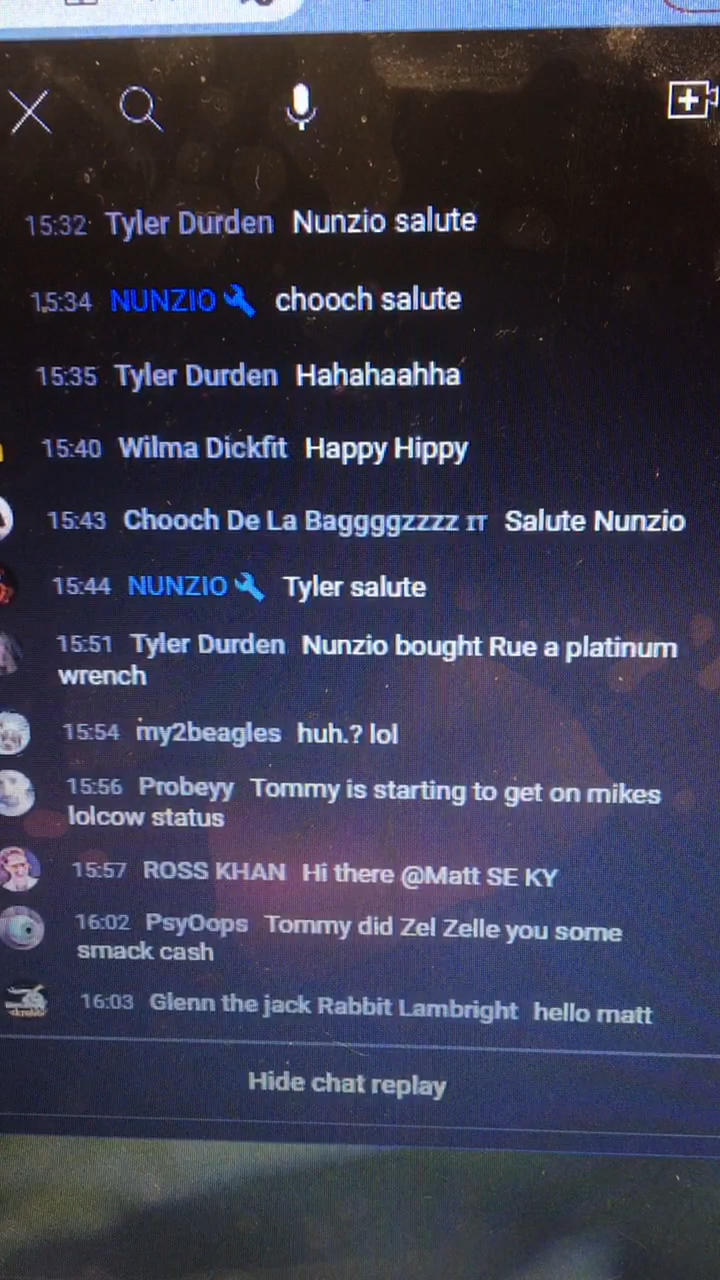 15:32 Tyler Durden Nunzio salute
15:34 NUNZIO chooch salute
15:35 Tyler Durden Hahahaahha
15:40 Wilma Dickfit Happy Hippy
15:43 Chooch De La Baggggzzzz ɪт Salute Nunzio
15:44 NUNZIO Tyler salute
15:51 Tyler Durden Nunzio bought Rue a platinum
wrench
15:54 my2beagles huh.? lol
15:56 Probeyy Tommy is starting to get on mikes
lolcow status
15:57 ROSS KHAN Hi there @Matt SE KY
16:02 PsyOops Tommy did Zel Zelle you some
smack cash
16:03 Glenn the jack Rabbit Lambright hello matt
Hide chat replay